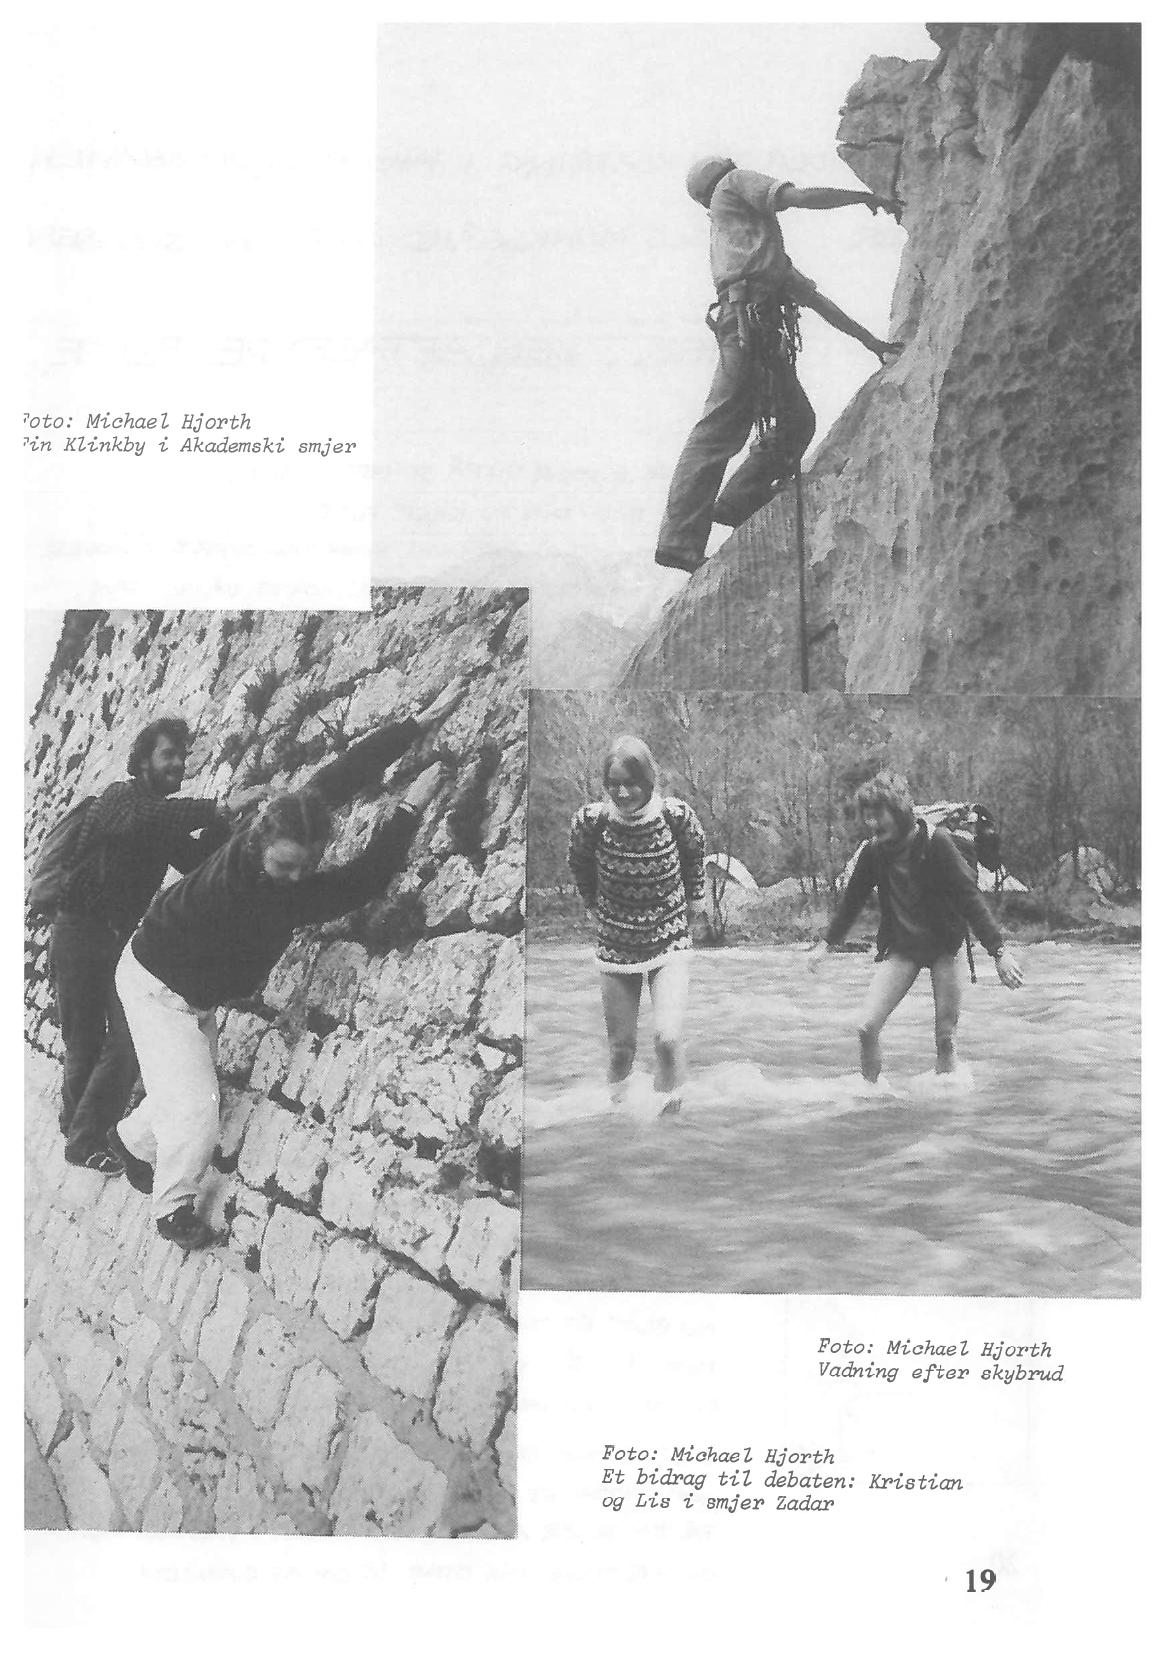 Foto: Michael Hjorth
Fin Klinkby i Akademski smjer
Foto: Michael Hjorth
Vadning efter skybrud
Foto: Michael Hjorth
Et bidrag til debaten: Kristian
og Lis i smjer Zadar
19